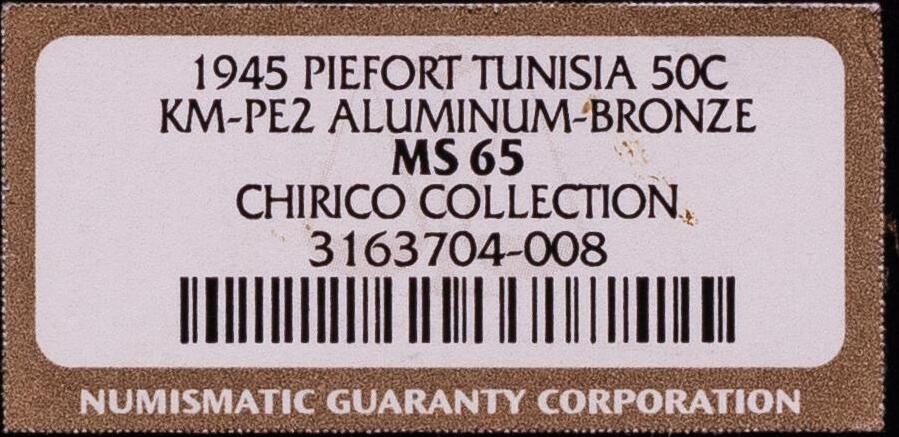 1945 PIEFORT TUNISIA 50C
KM-PE2 ALUMINUM-BRONZE
MS 65
CHIRICO COLLECTION
3163704-008
NUMISMATIC GUARANTY CORPORATION